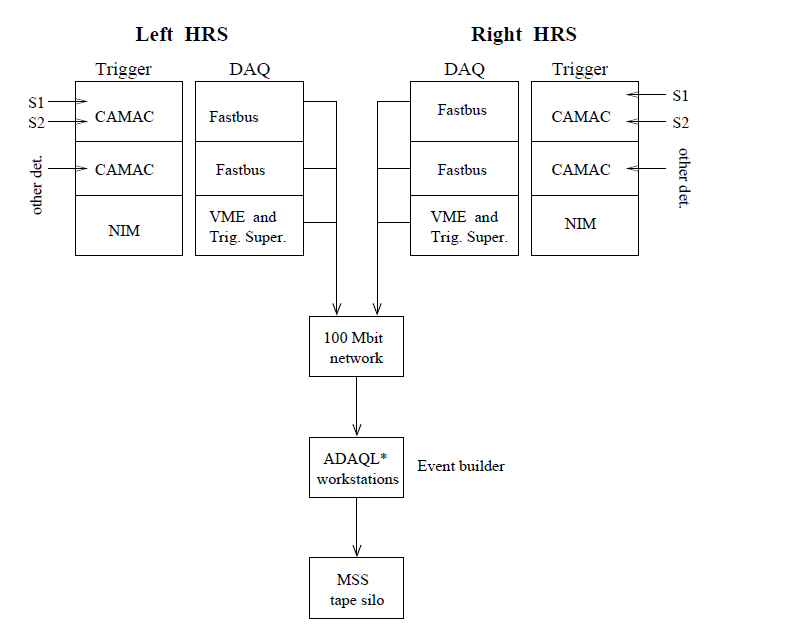 Left HRS
Right HRS
Trigger
DAQ
DAQ
Trigger
S1
S2
CAMAC
Fastbus
Fastbus
CAMAC
S1
S2
other det.
CAMAC
Fastbus
Fastbus
CAMAC
other det.
NIM
VME and
Trig. Super.
VME and
Trig. Super.
NIM
100 Mbit
network
ADAQL*
workstations
Event builder
MSS
tape silo